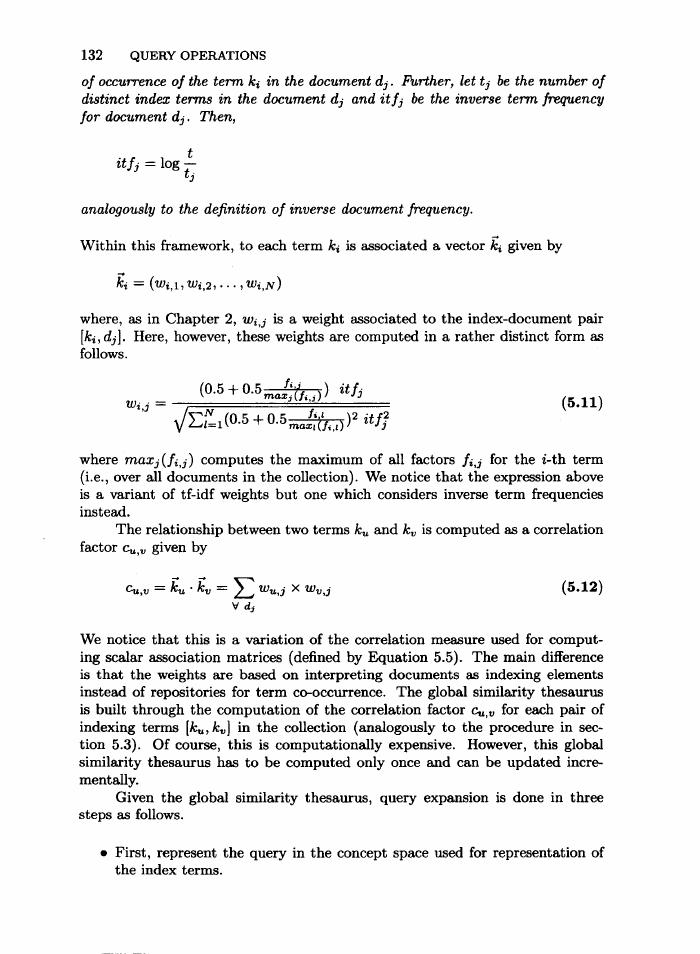 132 QUERY OPERATIONS
of occurrence of the term k_i in the document d_j. Further, let t_j be the number of
distinct index terms in the document d_j and itf_j be the inverse term frequency
for document d_j. Then,
itf_j = log t/t_j
analogously to the definition of inverse document frequency.
Within this framework, to each term k_i is associated a vector \vec{k}_i given by
\vec{k}_i = (w_{i,1}, w_{i,2}, . . . , w_{i,N})
where, as in Chapter 2, w_{i,j} is a weight associated to the index-document pair
[k_i, d_j]. Here, however, these weights are computed in a rather distinct form as
follows.
w_{i,j} = \frac{(0.5 + 0.5 \frac{f_{i,j}}{max_j(f_{i,j})}) itf_j}{\sqrt{\sum_{l=1}^{N} (0.5 + 0.5 \frac{f_{i,l}}{max_l(f_{i,l})})^2 itf_j^2}} (5.11)
where max_j(f_{i,j}) computes the maximum of all factors f_{i,j} for the i-th term
(i.e., over all documents in the collection). We notice that the expression above
is a variant of tf-idf weights but one which considers inverse term frequencies
instead.
The relationship between two terms k_u and k_v is computed as a correlation
factor c_{u,v} given by
c_{u,v} = \vec{k}_u · \vec{k}_v = \sum_{∀ d_j} w_{u,j} × w_{v,j} (5.12)
We notice that this is a variation of the correlation measure used for comput-
ing scalar association matrices (defined by Equation 5.5). The main difference
is that the weights are based on interpreting documents as indexing elements
instead of repositories for term co-occurrence. The global similarity thesaurus
is built through the computation of the correlation factor c_{u,v} for each pair of
indexing terms [k_u, k_v] in the collection (analogously to the procedure in sec-
tion 5.3). Of course, this is computationally expensive. However, this global
similarity thesaurus has to be computed only once and can be updated incre-
mentally.
Given the global similarity thesaurus, query expansion is done in three
steps as follows.
• First, represent the query in the concept space used for representation of
the index terms.